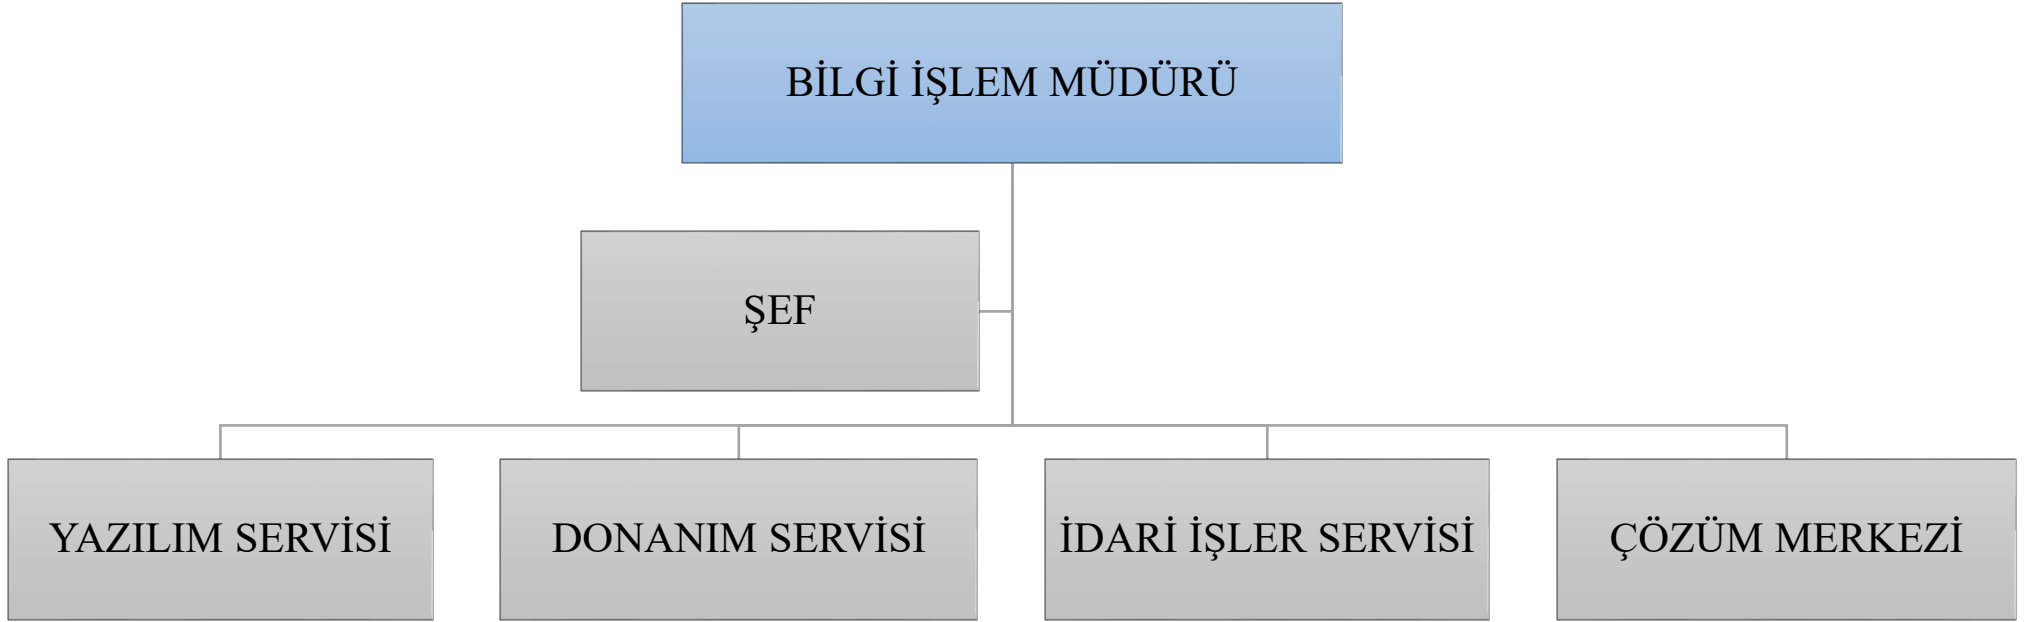 BİLGİ İŞLEM MÜDÜRÜ
ŞEF
YAZILIM SERVİSİ
DONANIM SERVİSİ
İDARİ İŞLER SERVİSİ
ÇÖZÜM MERKEZİ